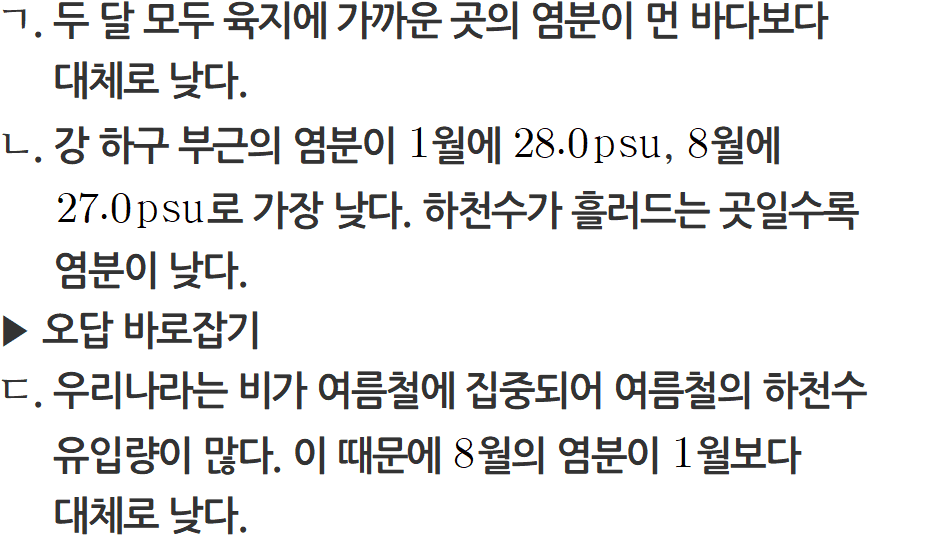 ㄱ. 두 달 모두 육지에 가까운 곳의 염분이 먼 바다보다
대체로 낮다.
ㄴ. 강 하구 부근의 염분이 1월에 28.0psu, 8월에
27.0psu로 가장 낮다. 하천수가 흘러드는 곳일수록
염분이 낮다.
▶ 오답 바로잡기
ㄷ. 우리나라는 비가 여름철에 집중되어 여름철의 하천수
유입량이 많다. 이 때문에 8월의 염분이 1월보다
대체로 낮다.